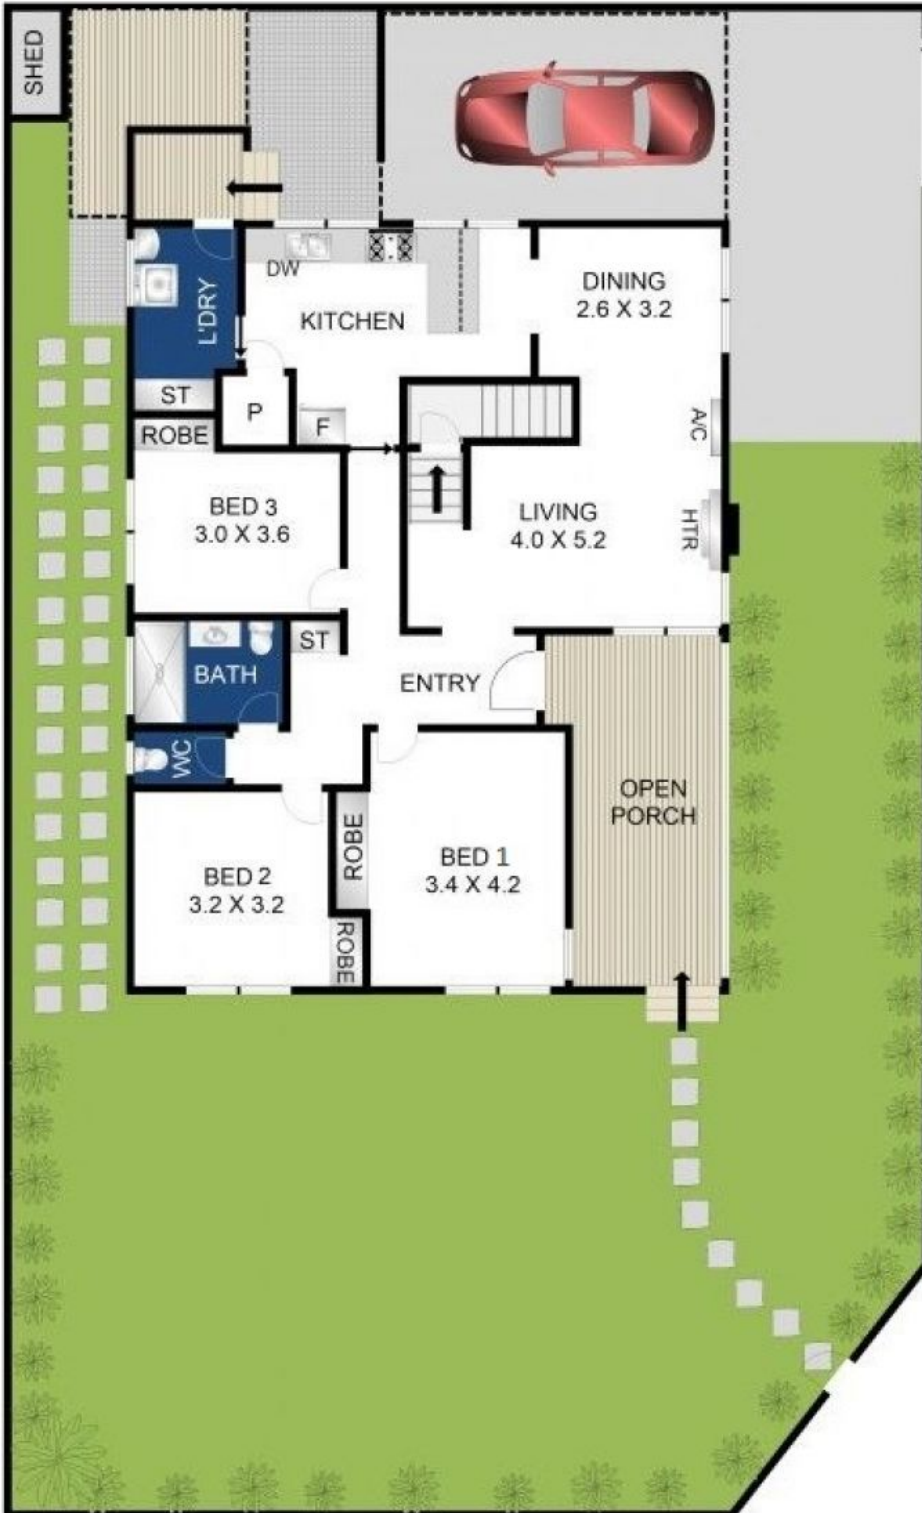 SHED
DW
KITCHEN
DINING
2.6 X 3.2
L'DRY
ST
P
F
ROBE
A/C
BED 3
3.0 X 3.6
LIVING
4.0 X 5.2
HTR
ST
BATH
ENTRY
WC
OPEN
PORCH
BED 2
3.2 X 3.2
ROBE
BED 1
3.4 X 4.2
ROBE